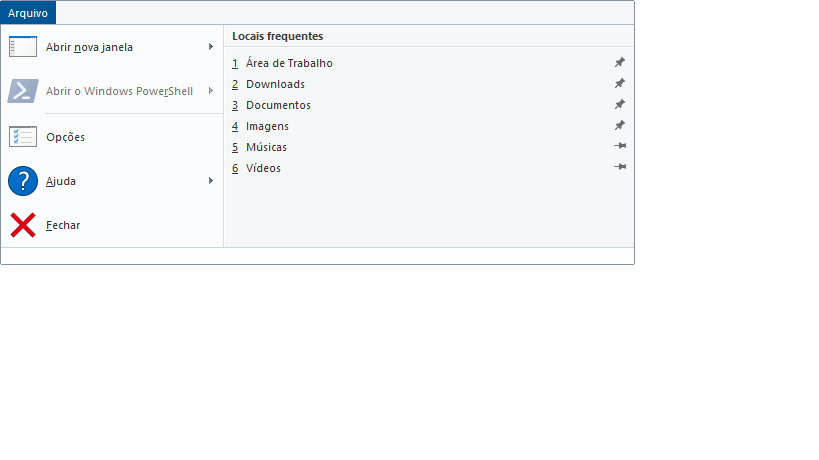 Arquivo
Abrir nova janela
Abrir o Windows PowerShell
Opções
Ajuda
Fechar
Locais frequentes
1 Área de Trabalho
2 Downloads
3 Documentos
4 Imagens
5 Músicas
6 Vídeos